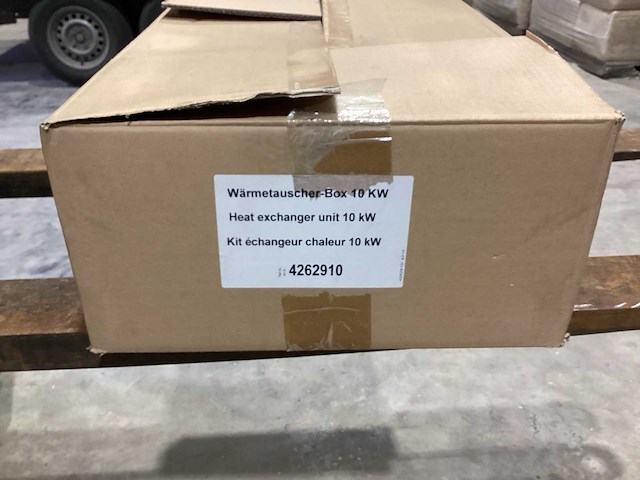 Wärmetauscher-Box 10 KW
Heat exchanger unit 10 kW
Kit échangeur chaleur 10 kW
4262910